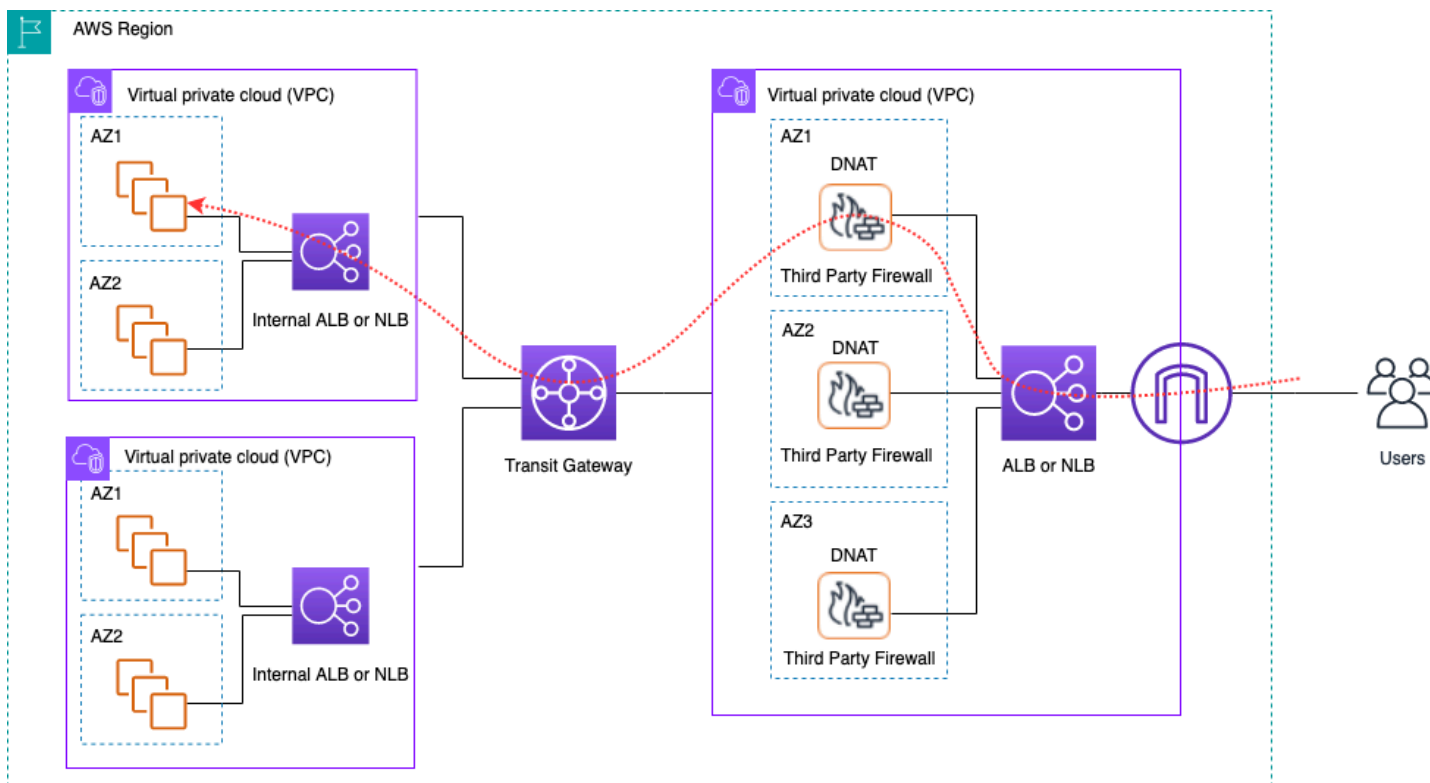 AWS Region
Virtual private cloud (VPC)
AZ1
AZ2
Internal ALB or NLB
Virtual private cloud (VPC)
AZ1
AZ2
Internal ALB or NLB
Transit Gateway
Virtual private cloud (VPC)
AZ1
DNAT
Third Party Firewall
AZ2
DNAT
Third Party Firewall
AZ3
DNAT
Third Party Firewall
ALB or NLB
Users